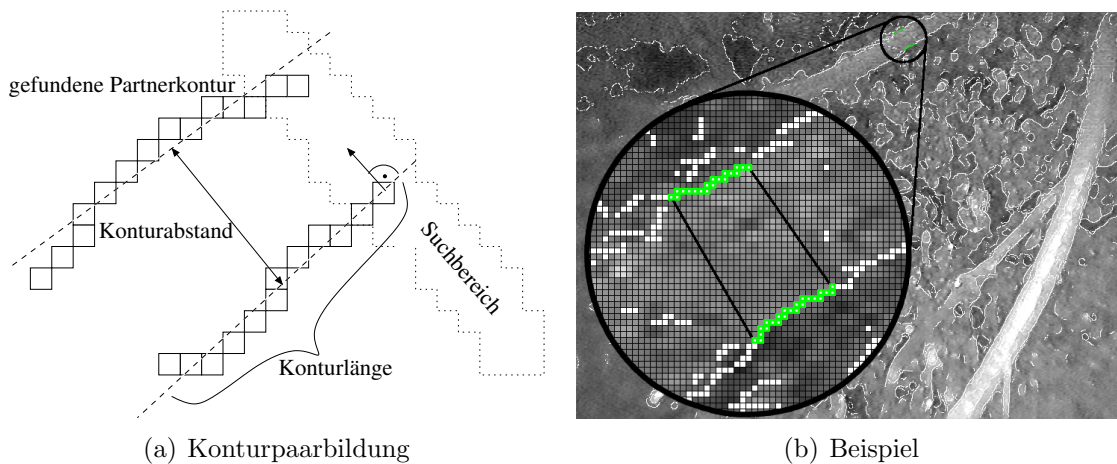 gefundene Partnerkontur
Konturabstand
Suchbereich
Konturlänge
(a) Konturpaarbildung
(b) Beispiel